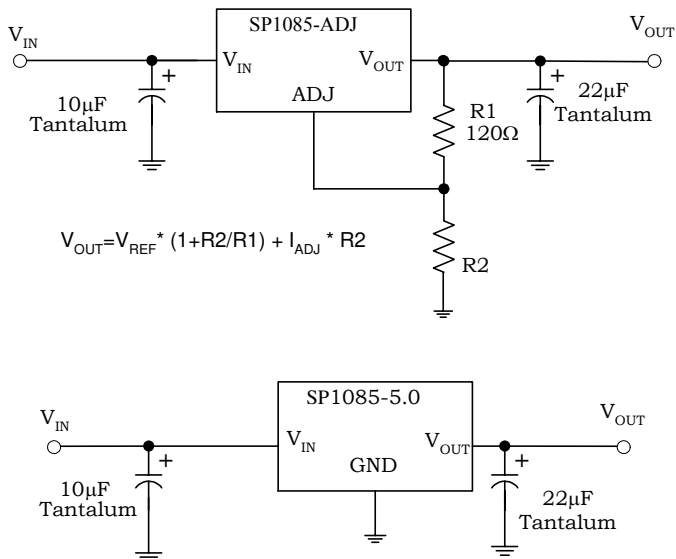 SP1085-ADJ
V_IN
V_OUT
V_IN
V_OUT
+
+
10µF
Tantalum
ADJ
R1
120Ω
22µF
Tantalum
V_OUT=V_REF* (1+R2/R1) + I_ADJ * R2
R2
SP1085-5.0
V_IN
V_OUT
V_IN
V_OUT
+
+
GND
10µF
Tantalum
22µF
Tantalum